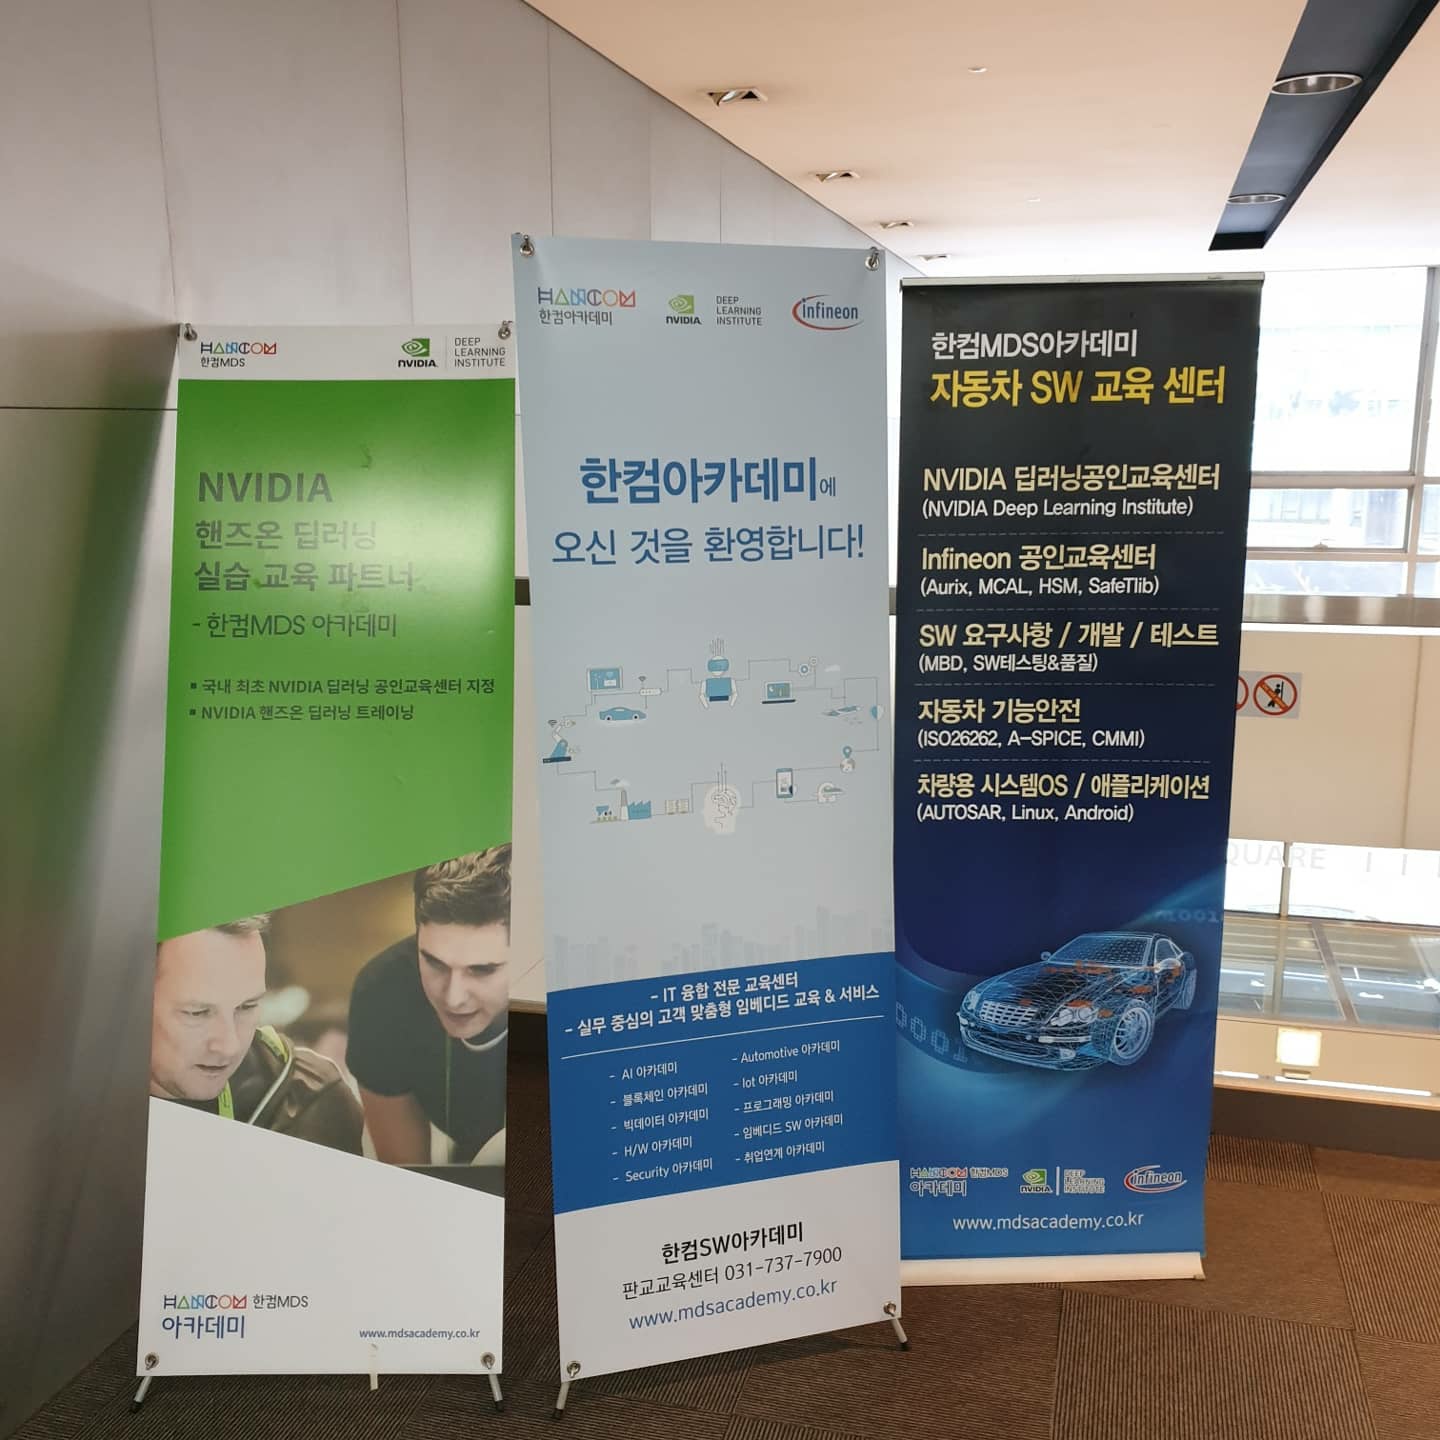 HANCOM
한컴MDS
NVIDIA
DEEP
LEARNING
INSTITUTE
NVIDIA
핸즈온 딥러닝
실습 교육 파트너
- 한컴MDS 아카데미
▪ 국내 최초 NVIDIA 딥러닝 공인교육센터 지정
▪ NVIDIA 핸즈온 딥러닝 트레이닝
HANCOM 한컴MDS
아카데미
www.mdsacademy.co.kr
HANCOM
한컴아카데미
NVIDIA
DEEP
LEARNING
INSTITUTE
infineon
한컴아카데미에
오신 것을 환영합니다!
- IT 융합 전문 교육센터
- 실무 중심의 고객 맞춤형 임베디드 교육 & 서비스
- AI 아카데미
- 블록체인 아카데미
- 빅데이터 아카데미
- H/W 아카데미
- Security 아카데미
- Automotive 아카데미
- Iot 아카데미
- 프로그래밍 아카데미
- 임베디드 SW 아카데미
- 취업연계 아카데미
한컴SW아카데미
판교교육센터 031-737-7900
www.mdsacademy.co.kr
한컴MDS아카데미
자동차 SW 교육 센터
NVIDIA 딥러닝공인교육센터
(NVIDIA Deep Learning Institute)
Infineon 공인교육센터
(Aurix, MCAL, HSM, SafeTlib)
SW 요구사항 / 개발 / 테스트
(MBD, SW테스팅&품질)
자동차 기능안전
(ISO26262, A-SPICE, CMMI)
차량용 시스템OS / 애플리케이션
(AUTOSAR, Linux, Android)
HANCOM 한컴MDS
아카데미
NVIDIA
DEEP
LEARNING
INSTITUTE
infineon
www.mdsacademy.co.kr